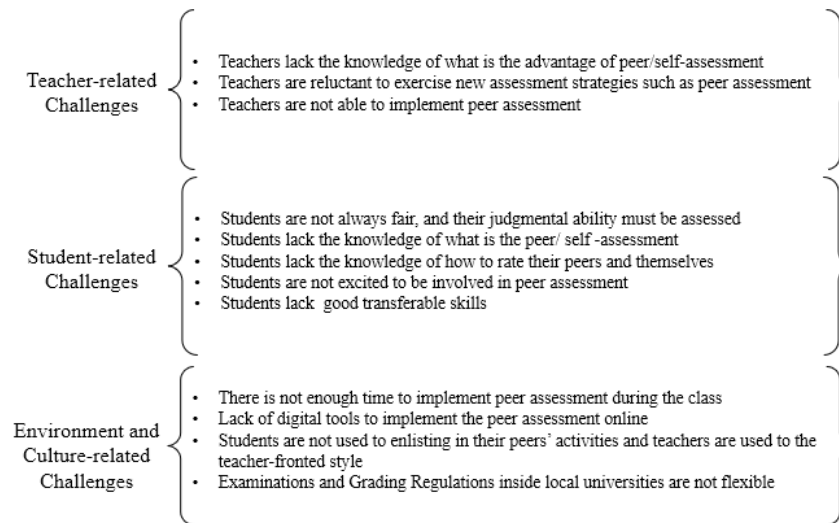 Teacher-related
Challenges
• Teachers lack the knowledge of what is the advantage of peer/self-assessment
• Teachers are reluctant to exercise new assessment strategies such as peer assessment
• Teachers are not able to implement peer assessment
Student-related
Challenges
• Students are not always fair, and their judgmental ability must be assessed
• Students lack the knowledge of what is the peer/ self -assessment
• Students lack the knowledge of how to rate their peers and themselves
• Students are not excited to be involved in peer assessment
• Students lack good transferable skills
Environment and
Culture-related
Challenges
• There is not enough time to implement peer assessment during the class
• Lack of digital tools to implement the peer assessment online
• Students are not used to enlisting in their peers’ activities and teachers are used to the
teacher-fronted style
• Examinations and Grading Regulations inside local universities are not flexible